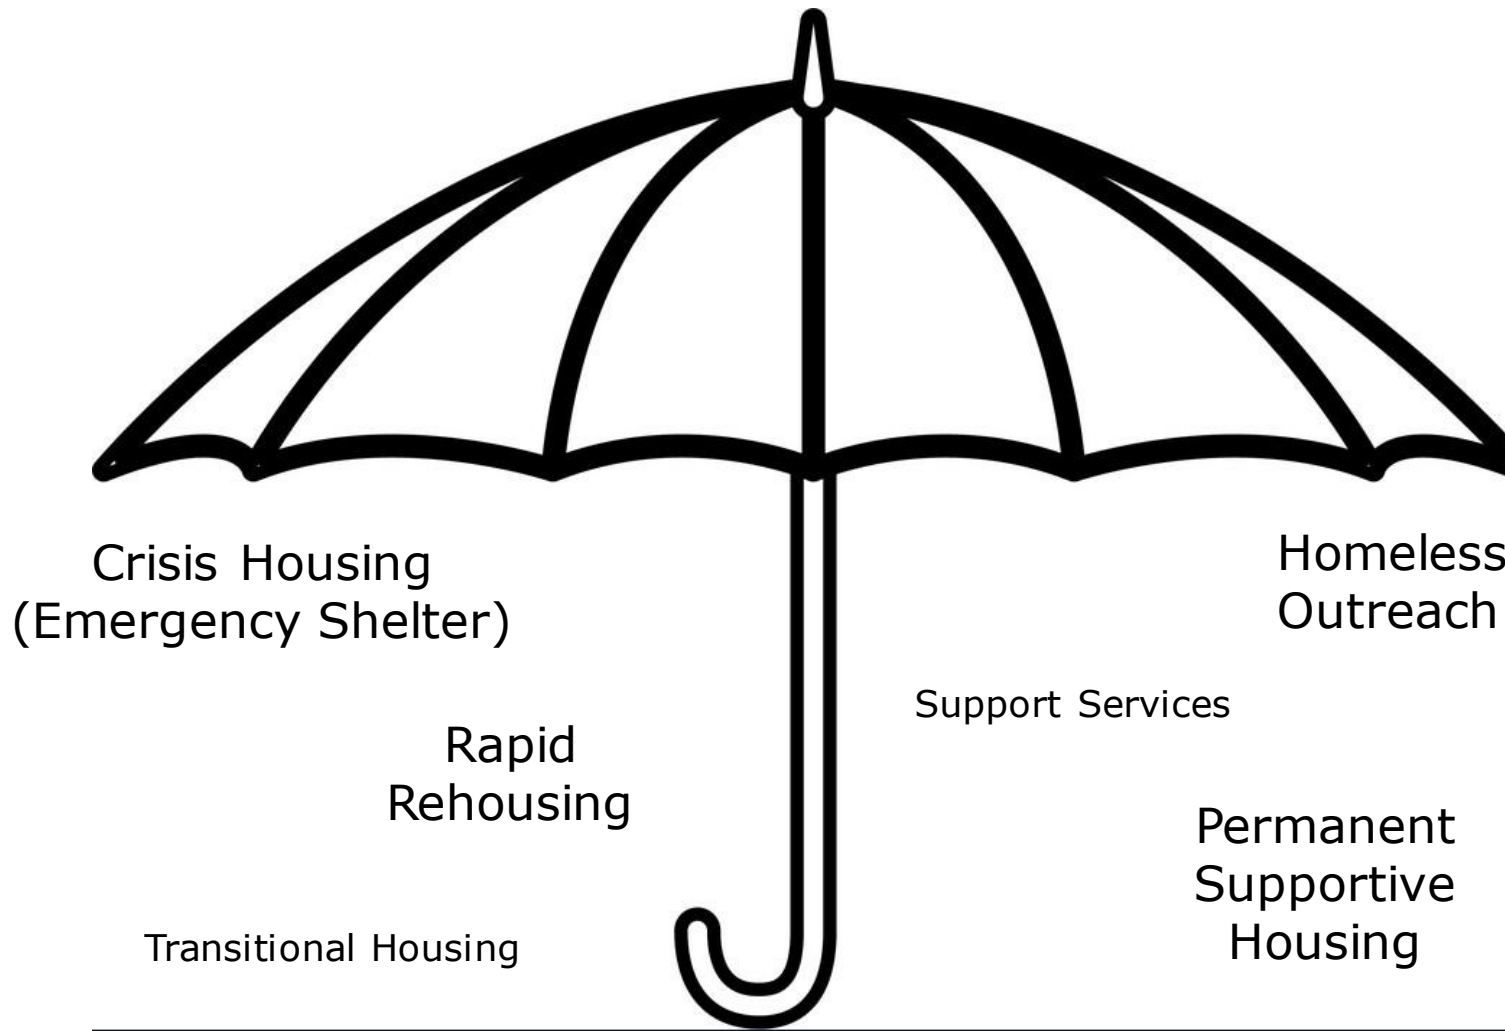 Crisis Housing
(Emergency Shelter)
Homeless
Outreach
Support Services
Rapid
Rehousing
Permanent
Supportive
Housing
Transitional Housing